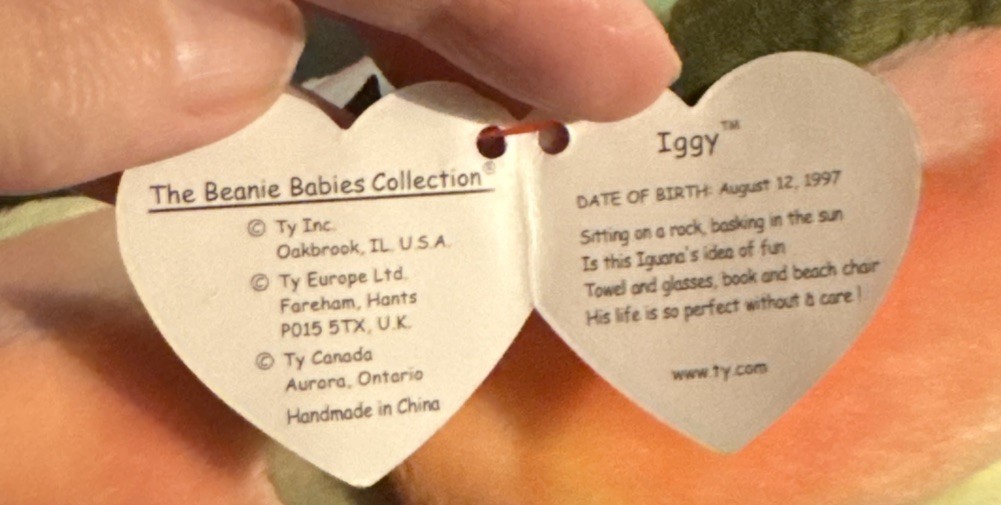 The Beanie Babies Collection®
© Ty Inc.
Oakbrook, IL. U.S.A.
© Ty Europe Ltd.
Fareham, Hants
PO15 5TX, U.K.
© Ty Canada
Aurora, Ontario
Handmade in China
Iggy™
DATE OF BIRTH: August 12, 1997
Sitting on a rock, basking in the sun
Is this Iguana's idea of fun
Towel and glasses, book and beach chair
His life is so perfect without a care!
www.ty.com